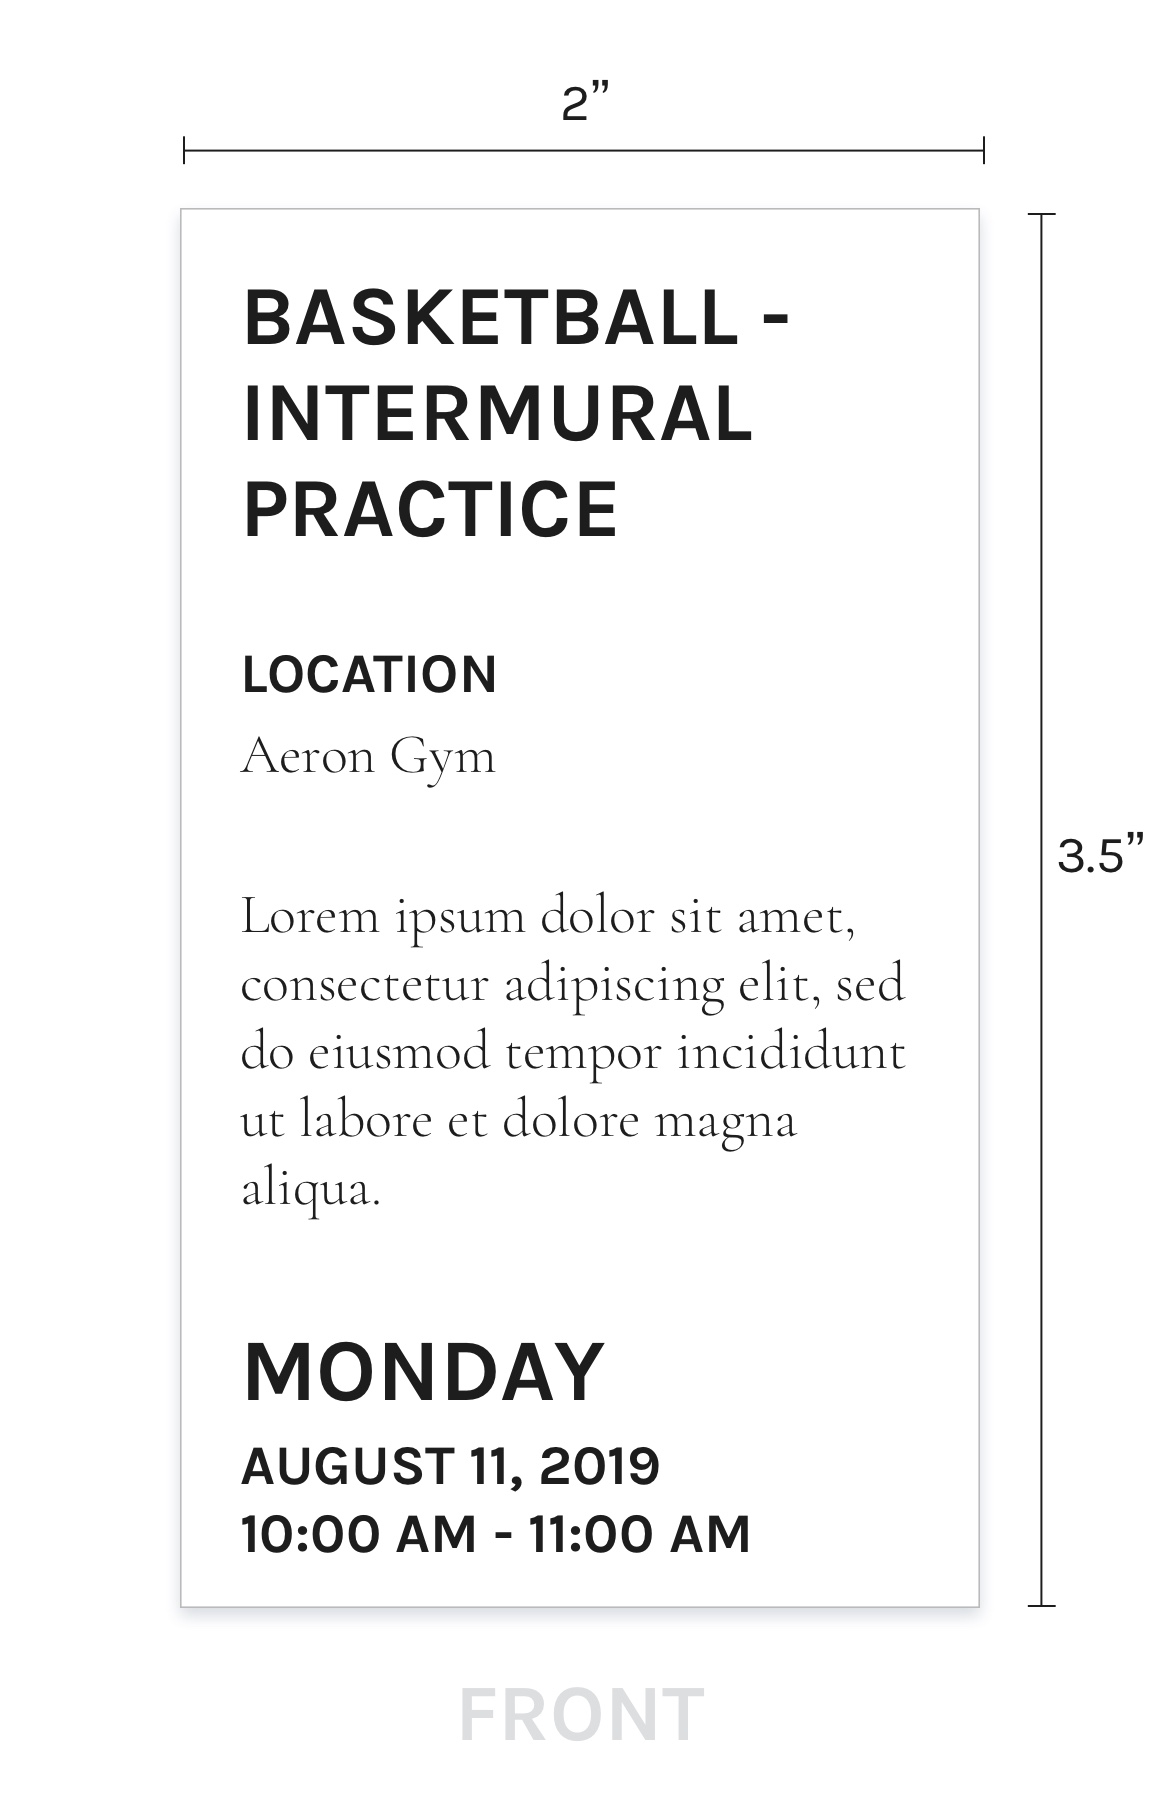 2”
BASKETBALL -
INTERMURAL
PRACTICE
LOCATION
Aeron Gym
3.5”
Lorem ipsum dolor sit amet,
consectetur adipiscing elit, sed
do eiusmod tempor incididunt
ut labore et dolore magna
aliqua.
MONDAY
AUGUST 11, 2019
10:00 AM - 11:00 AM
FRONT